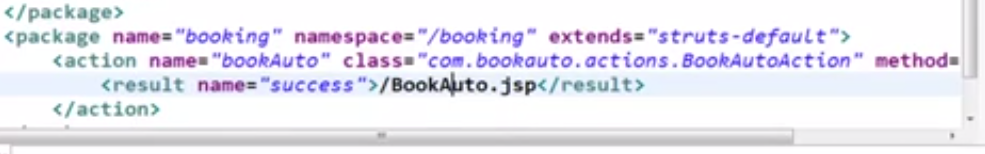 </package>
<package name="booking" namespace="/booking" extends="struts-default">
<action name="bookAuto" class="com.bookauto.actions.BookAutoAction" method=
<result name="success">/BookAuto.jsp</result>
</action>